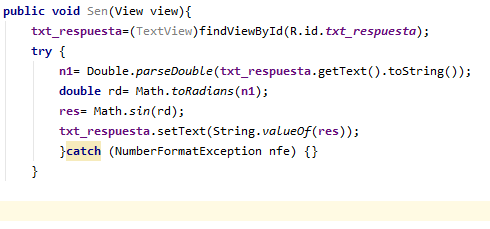 public void Sen(View view){
txt_respuesta=(TextView)findViewById(R.id.txt_respuesta);
try {
n1= Double.parseDouble(txt_respuesta.getText().toString());
double rd= Math.toRadians(n1);
res= Math.sin(rd);
txt_respuesta.setText(String.valueOf(res));
}catch (NumberFormatException nfe) {}
}